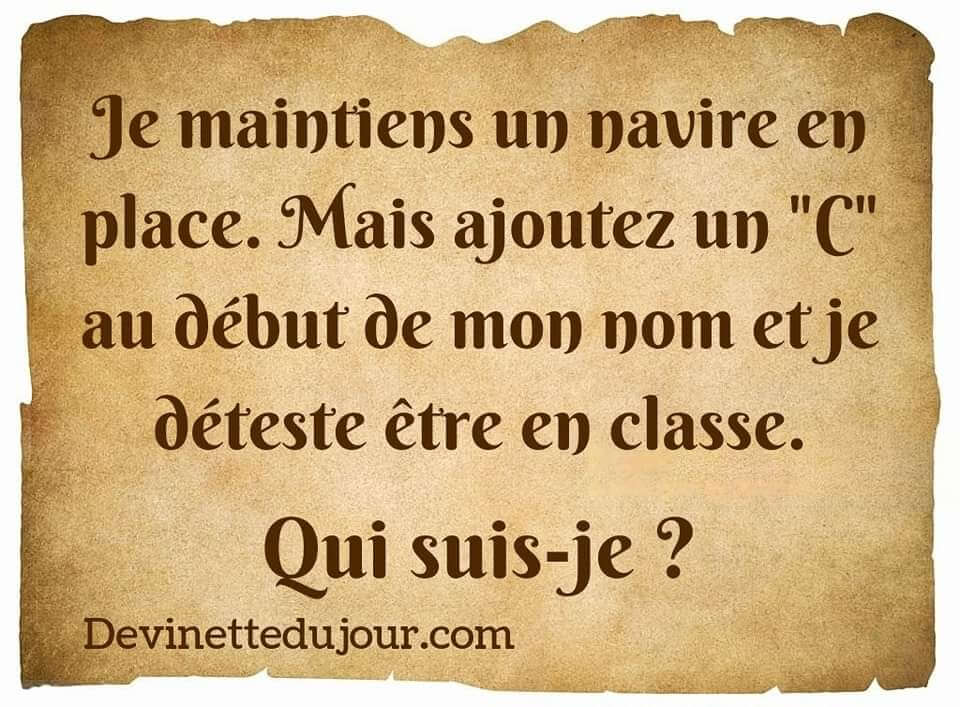 Je maintiens un navire en
place. Mais ajoutez un "C"
au début de mon nom et je
déteste être en classe.
Qui suis-je ?
Devinettedujour.com